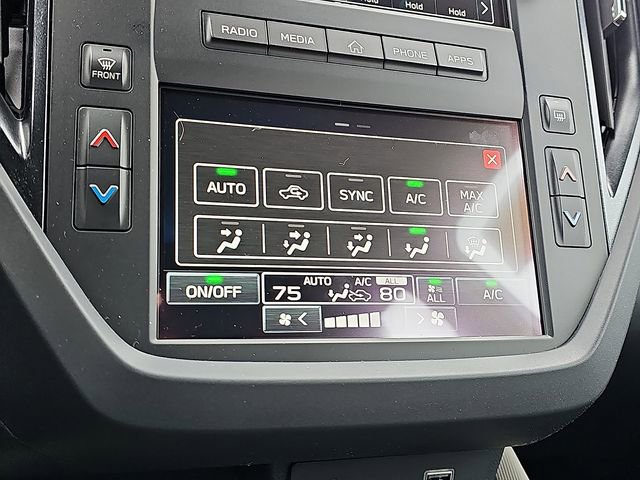 Hold Hold
RADIO MEDIA PHONE APPS
FRONT
AUTO SYNC A/C MAX A/C
ON/OFF AUTO A/C ALL
75 80 ALL A/C